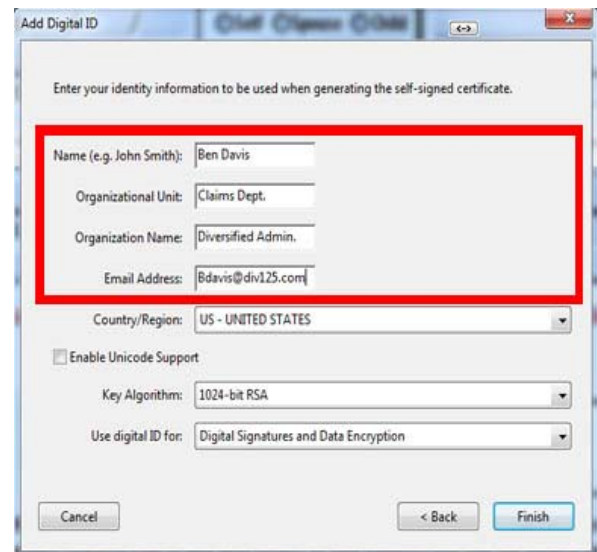 Add Digital ID
Self Spouse Child
Enter your identity information to be used when generating the self-signed certificate.
Name (e.g. John Smith): Ben Davis
Organizational Unit: Claims Dept.
Organization Name: Diversified Admin.
Email Address: Bdavis@div125.com
Country/Region: US - UNITED STATES
Enable Unicode Support
Key Algorithm: 1024-bit RSA
Use digital ID for: Digital Signatures and Data Encryption
Cancel < Back Finish